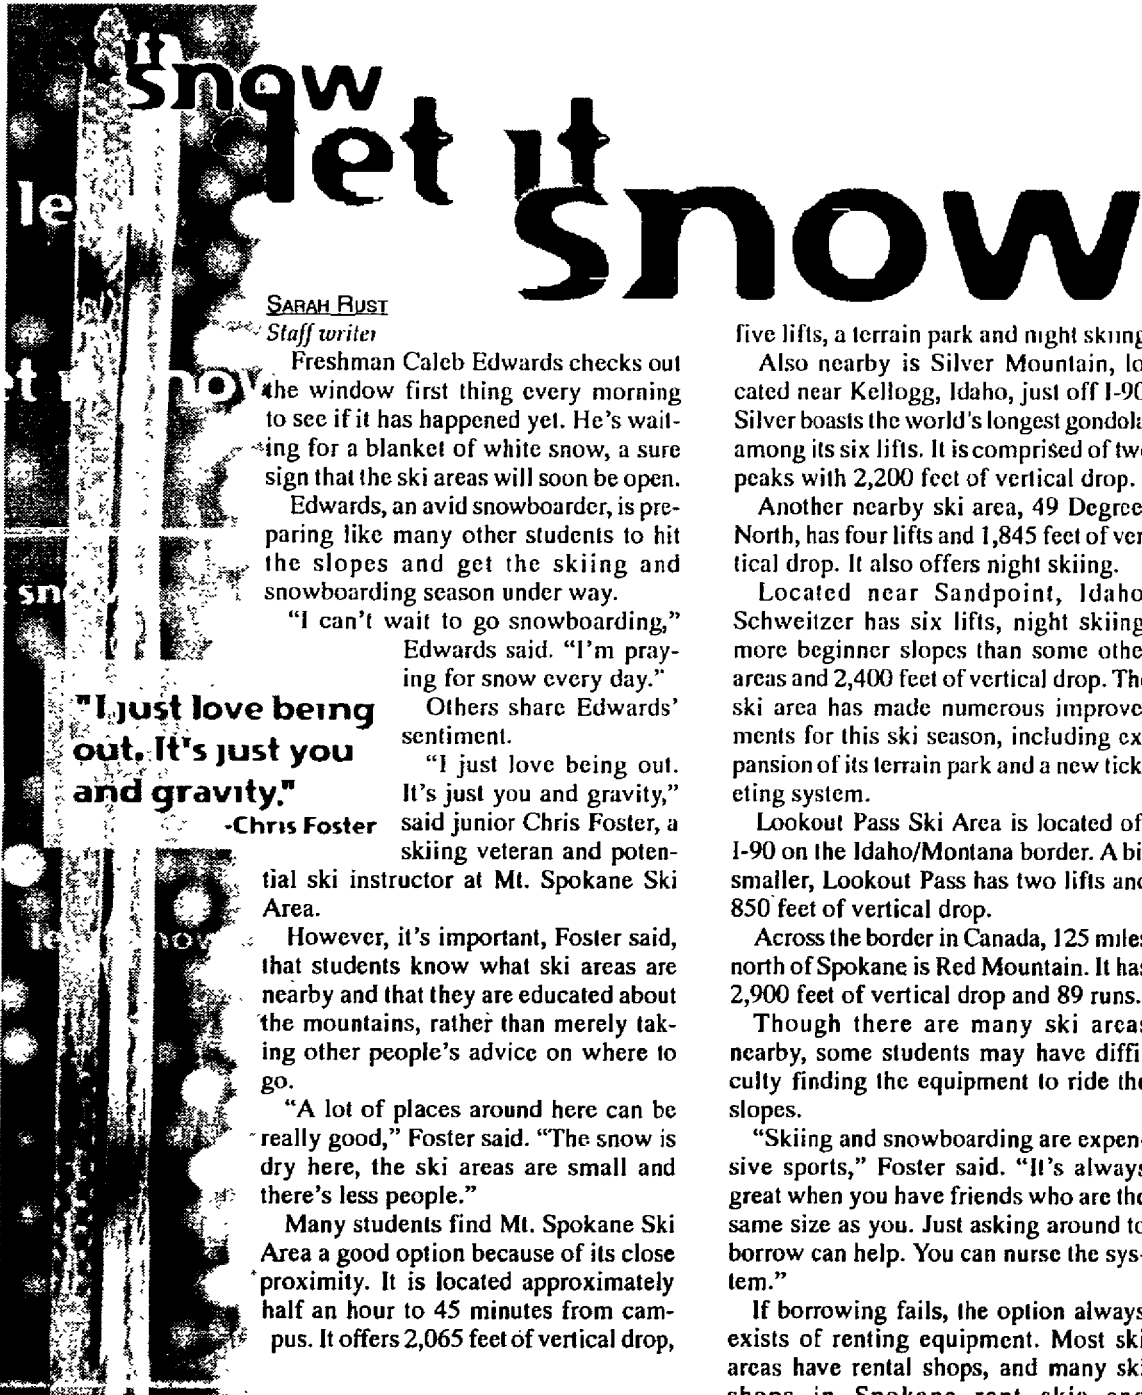 snow
let it
snow
SARAH RUST
Staff writer
Freshman Caleb Edwards checks out
the window first thing every morning
to see if it has happened yet. He's wait-
ing for a blanket of white snow, a sure
sign that the ski areas will soon be open.
Edwards, an avid snowboarder, is pre-
paring like many other students to hit
the slopes and get the skiing and
snowboarding season under way.
"I can't wait to go snowboarding,"
Edwards said. "I'm pray-
ing for snow every day."
Others share Edwards'
sentiment.
"I just love being out.
It's just you and gravity,"
said junior Chris Foster, a
skiing veteran and poten-
tial ski instructor at Mt. Spokane Ski
Area.
However, it's important, Foster said,
that students know what ski areas are
nearby and that they are educated about
the mountains, rather than merely tak-
ing other people's advice on where to
go.
"A lot of places around here can be
really good," Foster said. "The snow is
dry here, the ski areas are small and
there's less people."
Many students find Mt. Spokane Ski
Area a good option because of its close
proximity. It is located approximately
half an hour to 45 minutes from cam-
pus. It offers 2,065 feet of vertical drop,
"I just love being
out. It's just you
and gravity."
-Chris Foster
five lifts, a terrain park and night skiing
Also nearby is Silver Mountain, lo
cated near Kellogg, Idaho, just off I-90
Silver boasts the world's longest gondola
among its six lifts. It is comprised of two
peaks with 2,200 feet of vertical drop.
Another nearby ski area, 49 Degree
North, has four lifts and 1,845 feet of ver
tical drop. It also offers night skiing.
Located near Sandpoint, Idaho
Schweitzer has six lifts, night skiing
more beginner slopes than some othe
areas and 2,400 feet of vertical drop. The
ski area has made numerous improve
ments for this ski season, including ex
pansion of its terrain park and a new tick
eting system.
Lookout Pass Ski Area is located of
I-90 on the Idaho/Montana border. A bi
smaller, Lookout Pass has two lifts and
850 feet of vertical drop.
Across the border in Canada, 125 miles
north of Spokane is Red Mountain. It has
2,900 feet of vertical drop and 89 runs.
Though there are many ski areas
nearby, some students may have diffi
culty finding the equipment to ride the
slopes.
"Skiing and snowboarding are expen-
sive sports," Foster said. "It's always
great when you have friends who are the
same size as you. Just asking around to
borrow can help. You can nurse the sys-
tem."
If borrowing fails, the option always
exists of renting equipment. Most ski
areas have rental shops, and many ski
shops in Spokane rent skis and